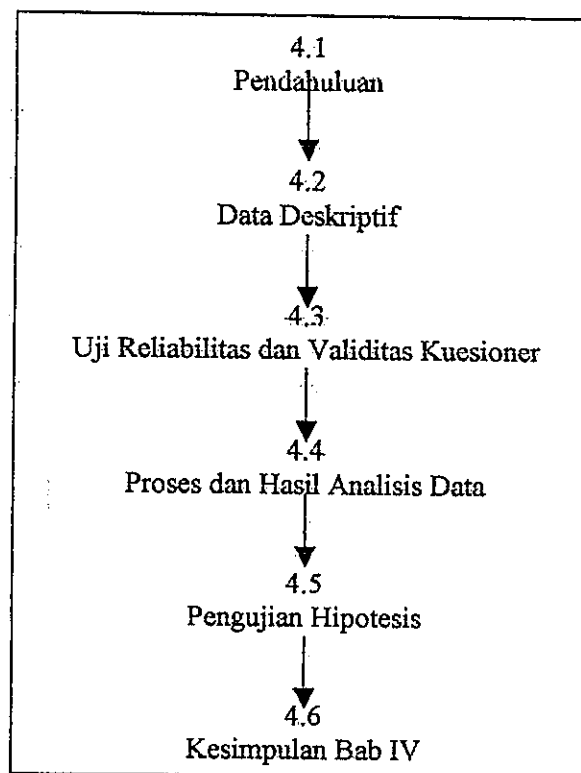 4.1
Pendahuluan
4.2
Data Deskriptif
4.3
Uji Reliabilitas dan Validitas Kuesioner
4.4
Proses dan Hasil Analisis Data
4.5
Pengujian Hipotesis
4.6
Kesimpulan Bab IV